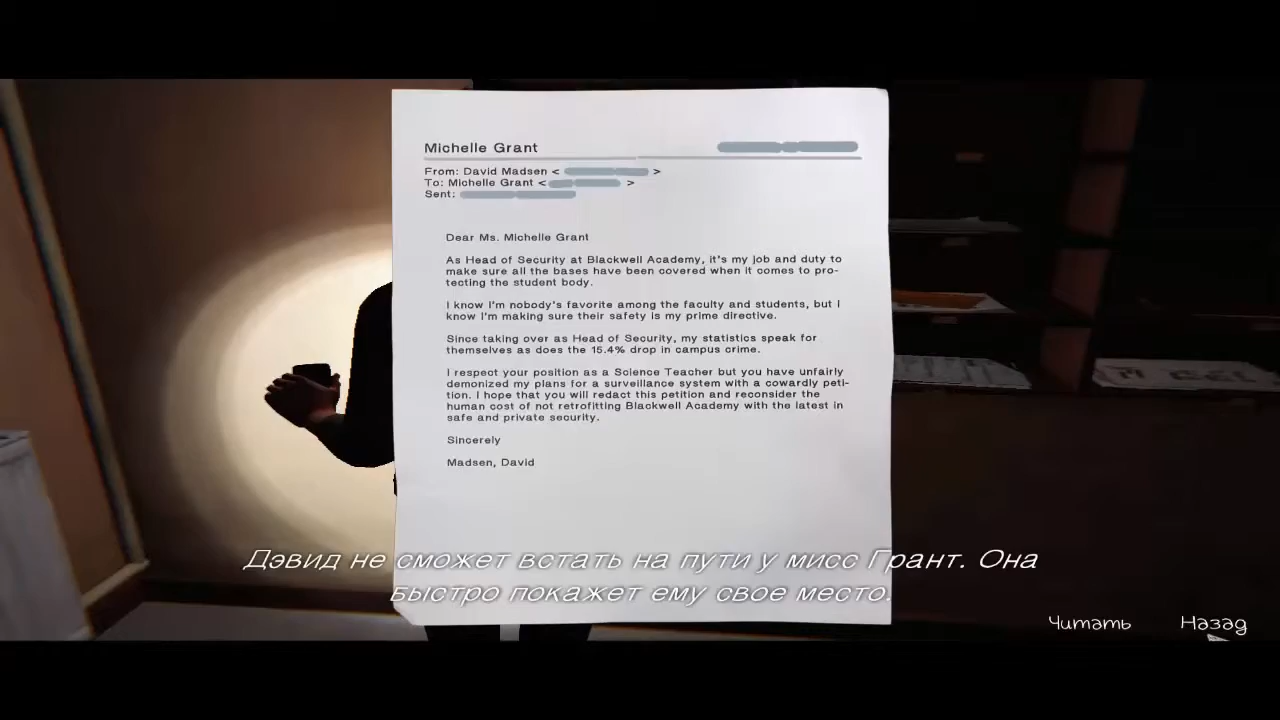 Michelle Grant
From: David Madsen < >
To: Michelle Grant < >
Sent:
Dear Ms. Michelle Grant
As Head of Security at Blackwell Academy, it's my job and duty to
make sure all the bases have been covered when it comes to pro-
tecting the student body.
I know I'm nobody's favorite among the faculty and students, but I
know I'm making sure their safety is my prime directive.
Since taking over as Head of Security, my statistics speak for
themselves as does the 15.4% drop in campus crime.
I respect your position as a Science Teacher but you have unfairly
demonized my plans for a surveillance system with a cowardly peti-
tion. I hope that you will redact this petition and reconsider the
human cost of not retrofitting Blackwell Academy with the latest in
safe and private security.
Sincerely
Madsen, David
Дэвид не сможет встать на пути у мисс Грант. Она
быстро покажет ему свое место.
Читать Назад